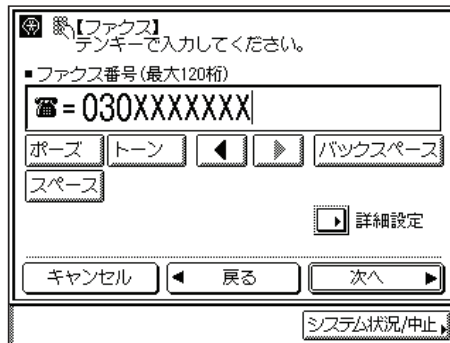 【ファクス】
テンキーで入力してください。
■ファクス番号(最大120桁)
☎=030XXXXXXX
ポーズ トーン ◀ ▶ バックスペース
スペース
▶ 詳細設定
キャンセル ◀ 戻る 次へ ▶
システム状況/中止▶